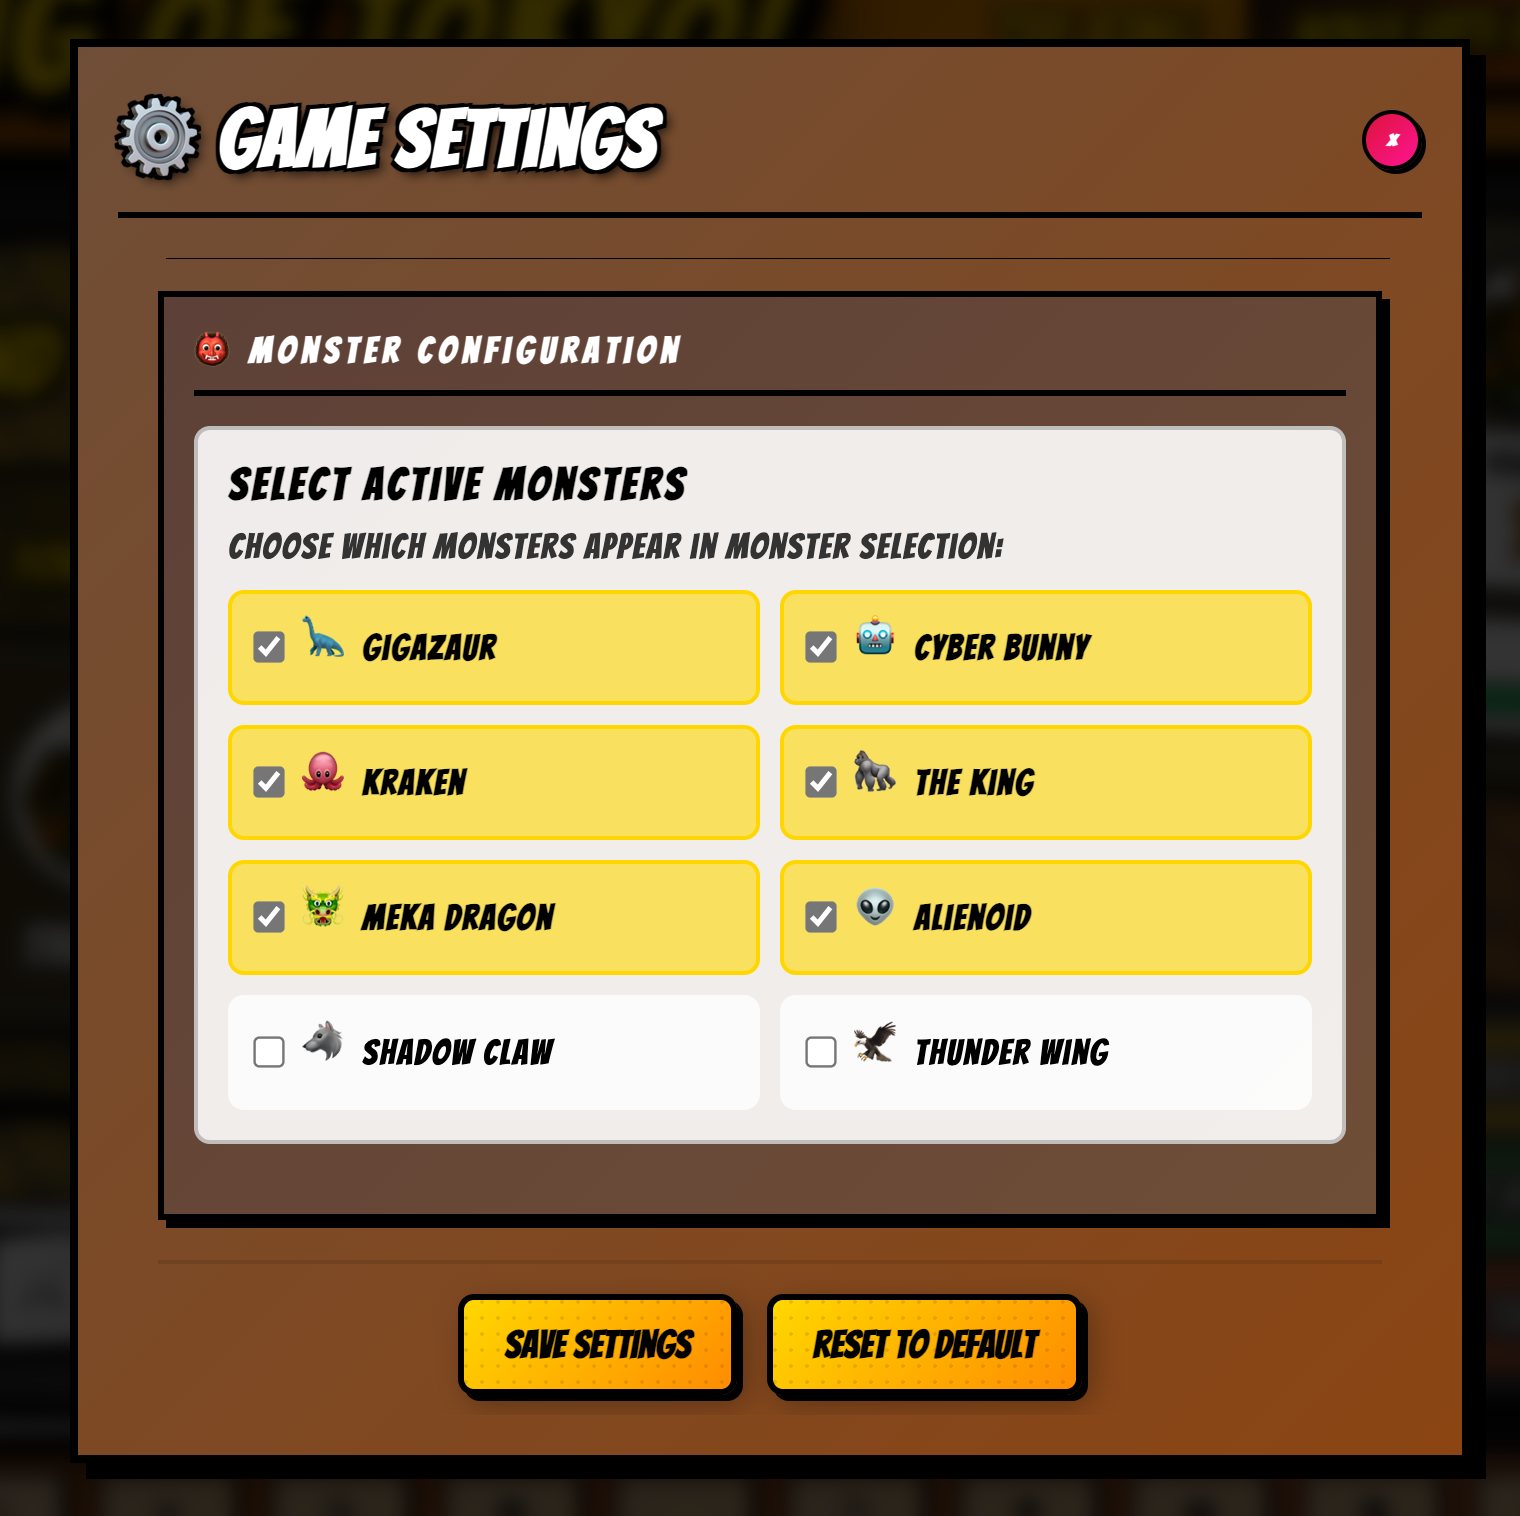 GAME SETTINGS
X
MONSTER CONFIGURATION
SELECT ACTIVE MONSTERS
CHOOSE WHICH MONSTERS APPEAR IN MONSTER SELECTION:
GIGAZAUR
CYBER BUNNY
KRAKEN
THE KING
MEKA DRAGON
ALIENOID
SHADOW CLAW
THUNDER WING
SAVE SETTINGS
RESET TO DEFAULT